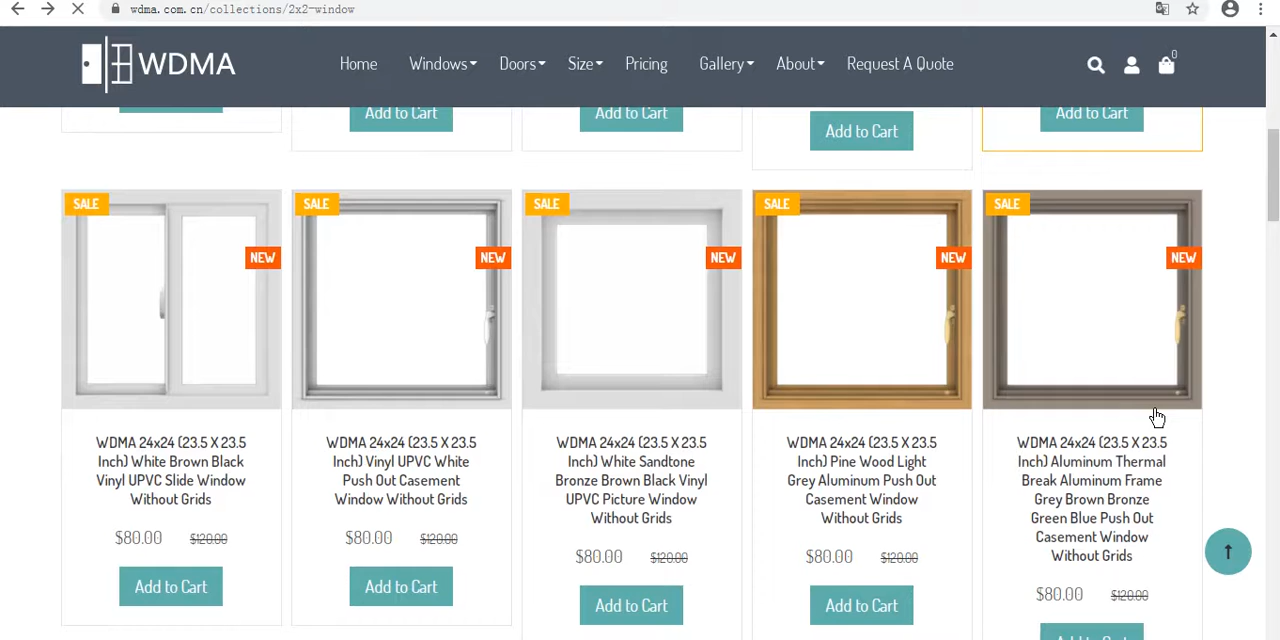 wdma.com.cn/collections/2x2-window
WDMA
Home
Windows
Doors
Size
Pricing
Gallery
About
Request A Quote
0
Add to Cart
Add to Cart
Add to Cart
Add to Cart
SALE
NEW
SALE
NEW
SALE
NEW
SALE
NEW
SALE
NEW
WDMA 24x24 (23.5 X 23.5
Inch) White Brown Black
Vinyl UPVC Slide Window
Without Grids
$80.00 $120.00
Add to Cart
WDMA 24x24 (23.5 X 23.5
Inch) Vinyl UPVC White
Push Out Casement
Window Without Grids
$80.00 $120.00
Add to Cart
WDMA 24x24 (23.5 X 23.5
Inch) White Sandtone
Bronze Brown Black Vinyl
UPVC Picture Window
Without Grids
$80.00 $120.00
Add to Cart
WDMA 24x24 (23.5 X 23.5
Inch) Pine Wood Light
Grey Aluminum Push Out
Casement Window
Without Grids
$80.00 $120.00
Add to Cart
WDMA 24x24 (23.5 X 23.5
Inch) Aluminum Thermal
Break Aluminum Frame
Grey Brown Bronze
Green Blue Push Out
Casement Window
Without Grids
$80.00 $120.00